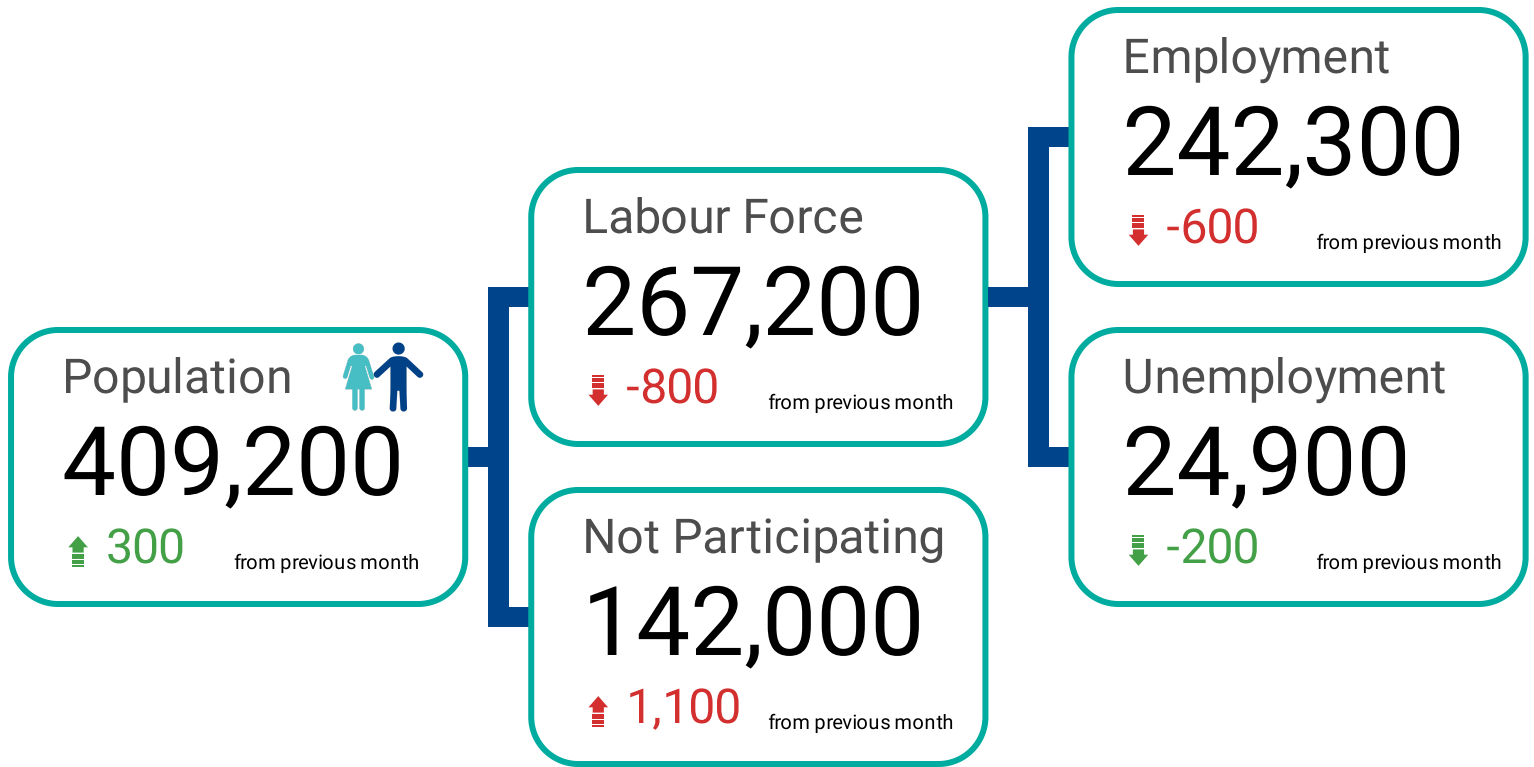 Population
409,200
300
from previous month
Labour Force
267,200
-800
from previous month
Not Participating
142,000
1,100
from previous month
Employment
242,300
-600
from previous month
Unemployment
24,900
-200
from previous month